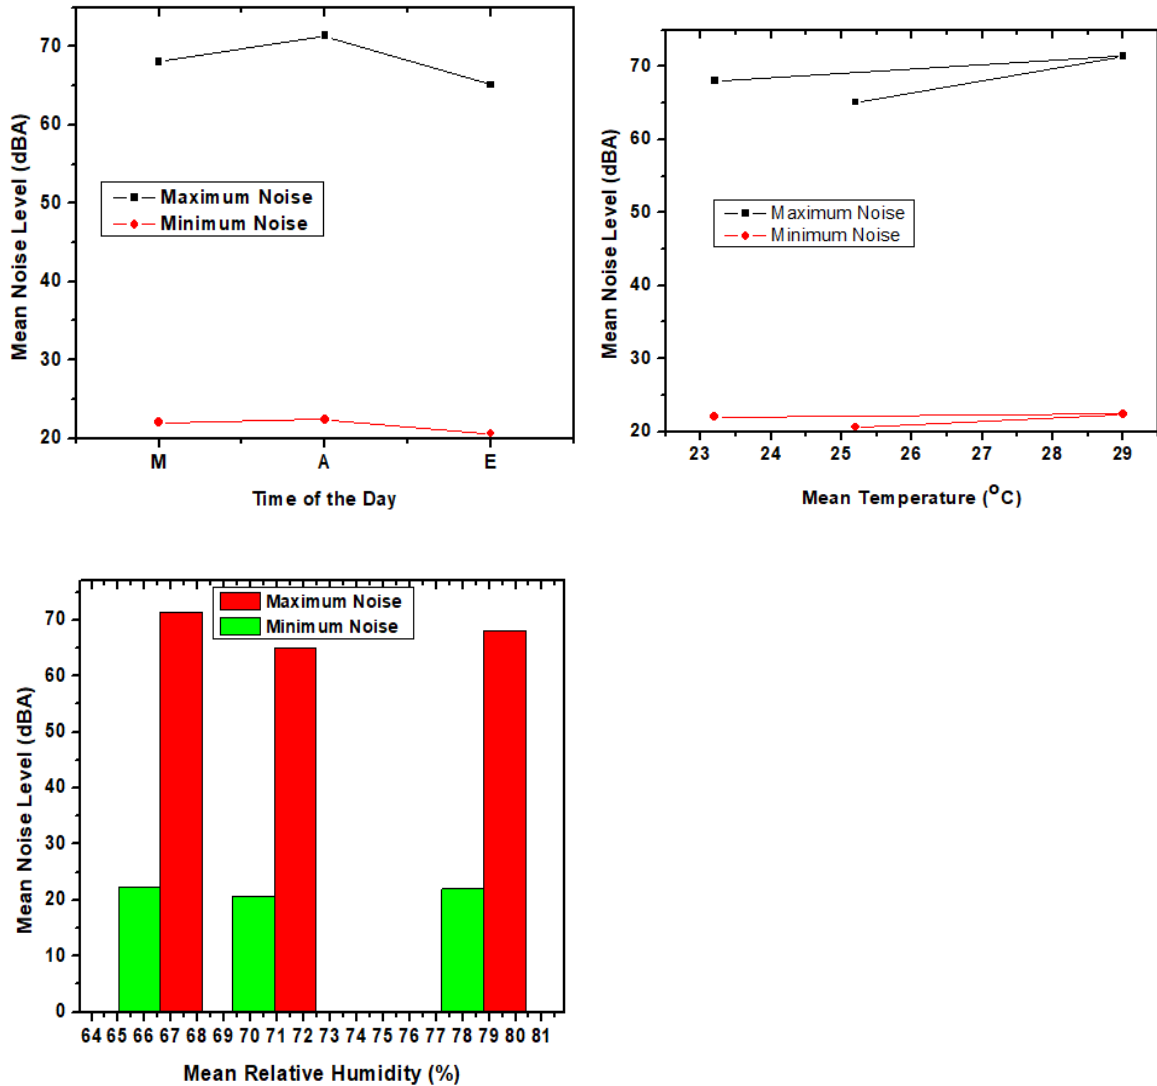 Mean Noise Level (dBA)
70
60
50
40
30
20
Maximum Noise
Minimum Noise
M A E
Time of the Day
Mean Noise Level (dBA)
70
60
50
40
30
20
Maximum Noise
Minimum Noise
23 24 25 26 27 28 29
Mean Temperature (°C)
Mean Noise Level (dBA)
70
60
50
40
30
20
10
0
Maximum Noise
Minimum Noise
64 65 66 67 68 69 70 71 72 73 74 75 76 77 78 79 80 81
Mean Relative Humidity (%)